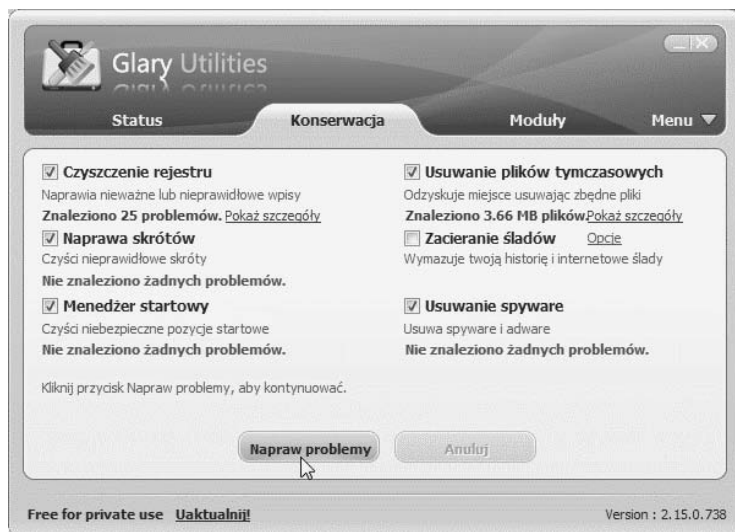 Glary Utilities
Status Konserwacja Moduły Menu
Czyszczenie rejestru
Naprawia nieważne lub nieprawidłowe wpisy
Znaleziono 25 problemów. Pokaż szczegóły
Naprawa skrótów
Czyści nieprawidłowe skróty
Nie znaleziono żadnych problemów.
Menedżer startowy
Czyści niebezpieczne pozycje startowe
Nie znaleziono żadnych problemów.
Usuwanie plików tymczasowych
Odzyskuje miejsce usuwając zbędne pliki
Znaleziono 3.66 MB plików.Pokaż szczegóły
Zacieranie śladów Opcje
Wymazuje twoją historię i internetowe ślady
Usuwanie spyware
Usuwa spyware i adware
Nie znaleziono żadnych problemów.
Kliknij przycisk Napraw problemy, aby kontynuować.
Napraw problemy Anuluj
Free for private use Uaktualnij! Version : 2.15.0.738